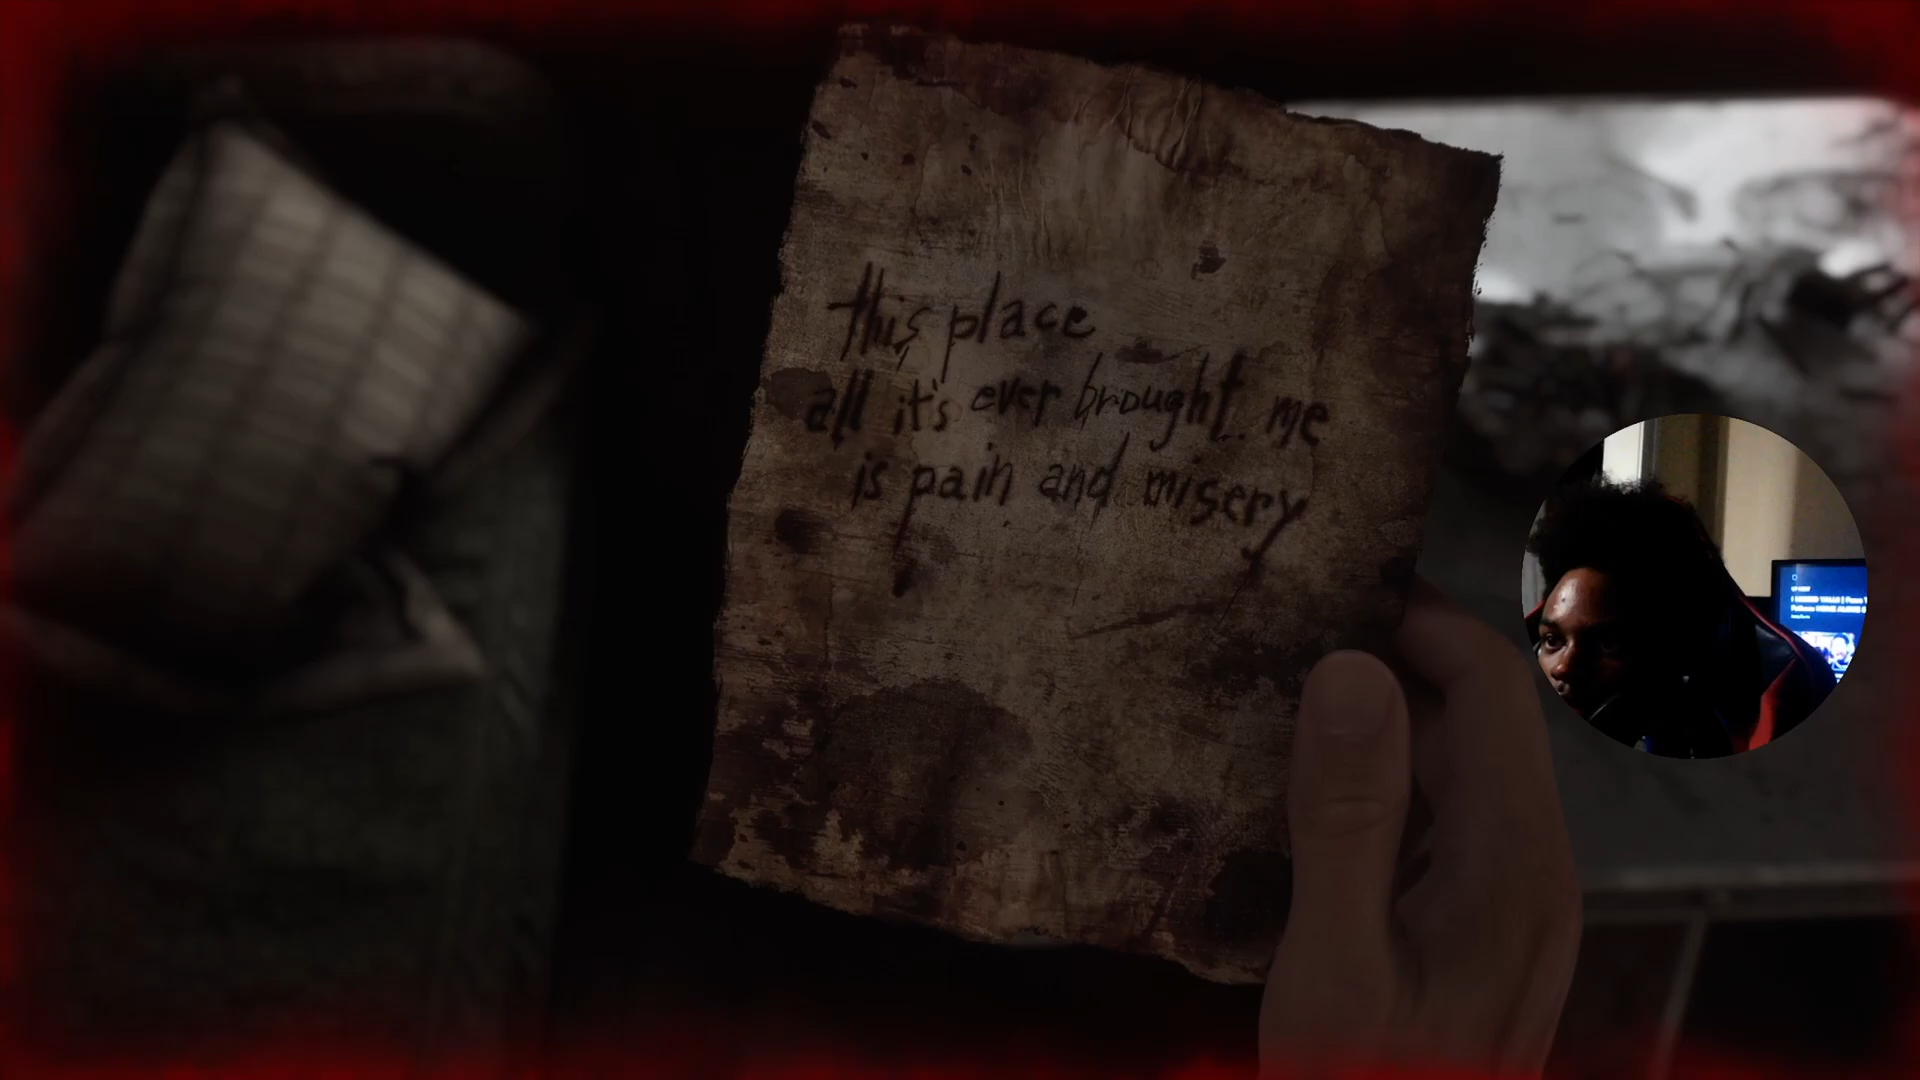 this place
all it's ever brought me
is pain and misery